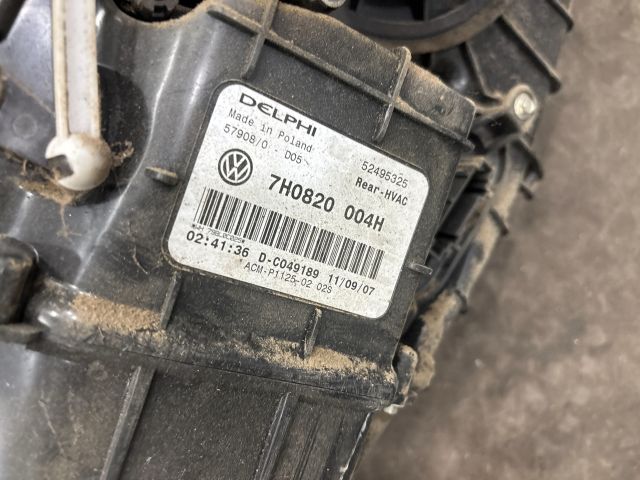 DELPHI
Made in Poland
57908/0 D05
52495325
Rear-HVAC
7H0820 004H
02:41:36 D-C049189 11/09/07
ACM-P1125-02 02S